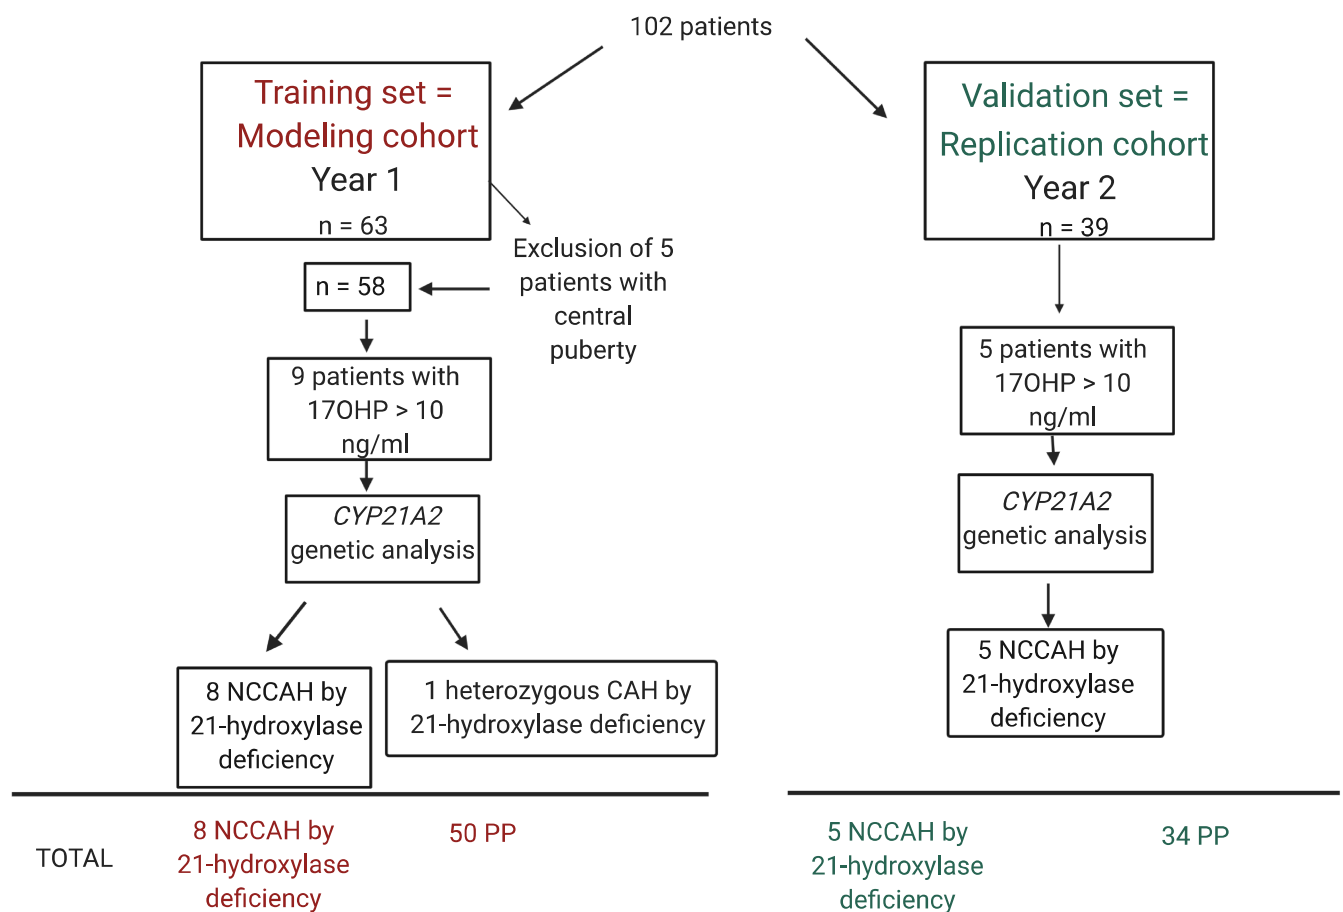 102 patients
Training set =
Modeling cohort
Year 1
n = 63
Validation set =
Replication cohort
Year 2
n = 39
Exclusion of 5
patients with
central
puberty
n = 58
9 patients with
17OHP > 10
ng/ml
5 patients with
17OHP > 10
ng/ml
CYP21A2
genetic analysis
CYP21A2
genetic analysis
8 NCCAH by
21-hydroxylase
deficiency
1 heterozygous CAH by
21-hydroxylase deficiency
5 NCCAH by
21-hydroxylase
deficiency
TOTAL
8 NCCAH by
21-hydroxylase
deficiency
50 PP
5 NCCAH by
21-hydroxylase
deficiency
34 PP